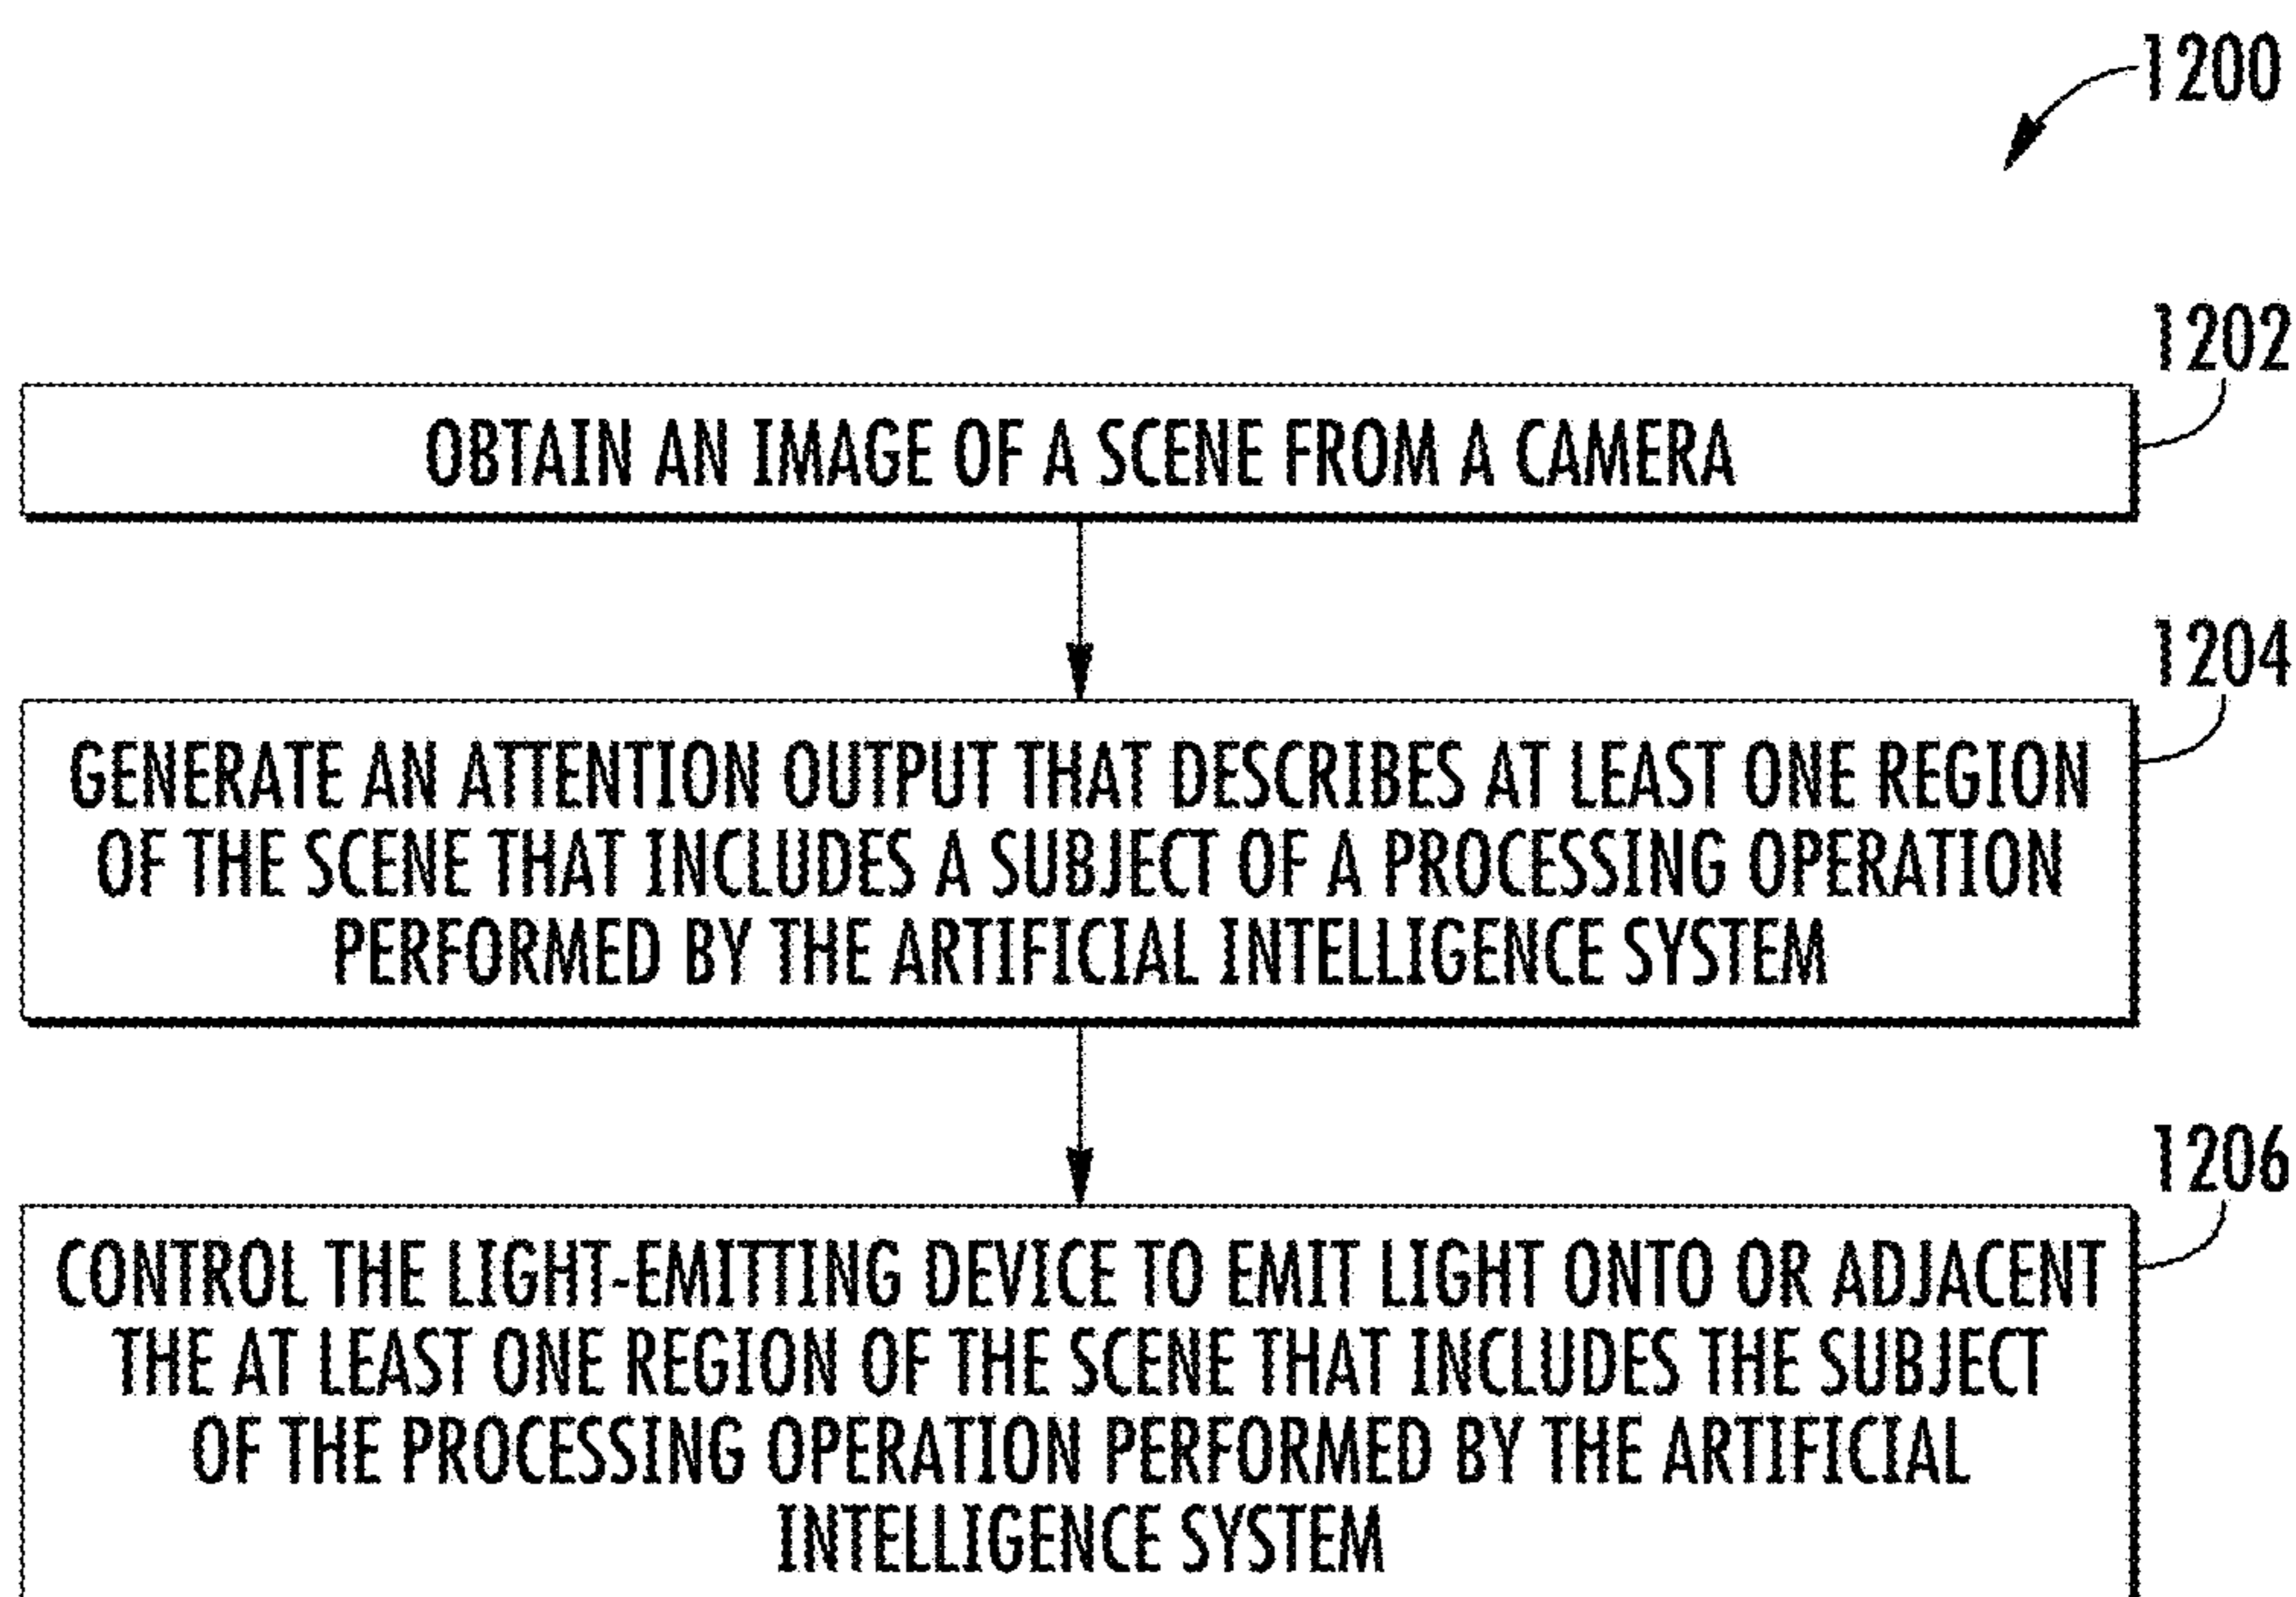 1200
1202
OBTAIN AN IMAGE OF A SCENE FROM A CAMERA
1204
GENERATE AN ATTENTION OUTPUT THAT DESCRIBES AT LEAST ONE REGION
OF THE SCENE THAT INCLUDES A SUBJECT OF A PROCESSING OPERATION
PERFORMED BY THE ARTIFICIAL INTELLIGENCE SYSTEM
1206
CONTROL THE LIGHT-EMITTING DEVICE TO EMIT LIGHT ONTO OR ADJACENT
THE AT LEAST ONE REGION OF THE SCENE THAT INCLUDES THE SUBJECT
OF THE PROCESSING OPERATION PERFORMED BY THE ARTIFICIAL
INTELLIGENCE SYSTEM